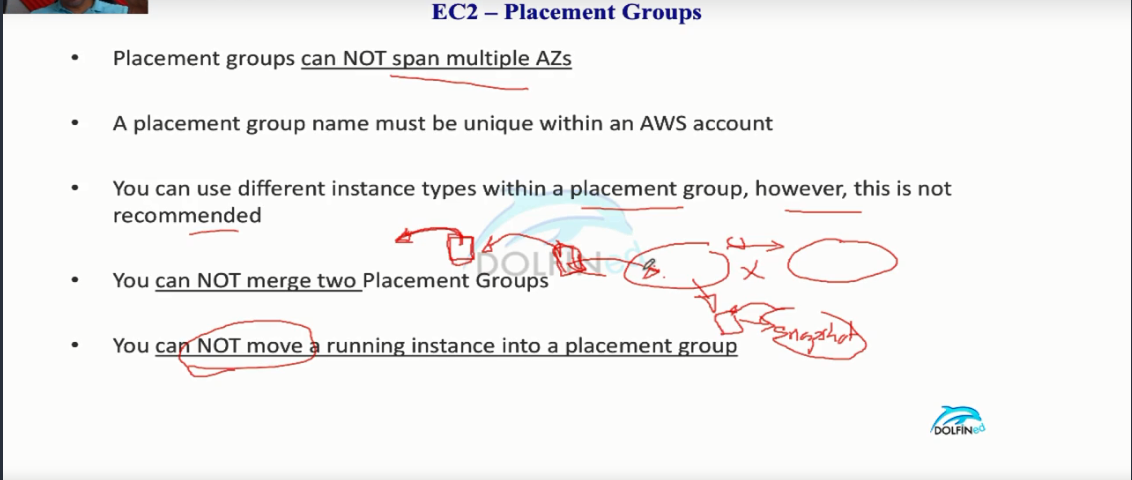 EC2 – Placement Groups
• Placement groups can NOT span multiple AZs
• A placement group name must be unique within an AWS account
• You can use different instance types within a placement group, however, this is not
recommended
DOLFINed
• You can NOT merge two Placement Groups
snapshot
• You can NOT move a running instance into a placement group
DOLFINed